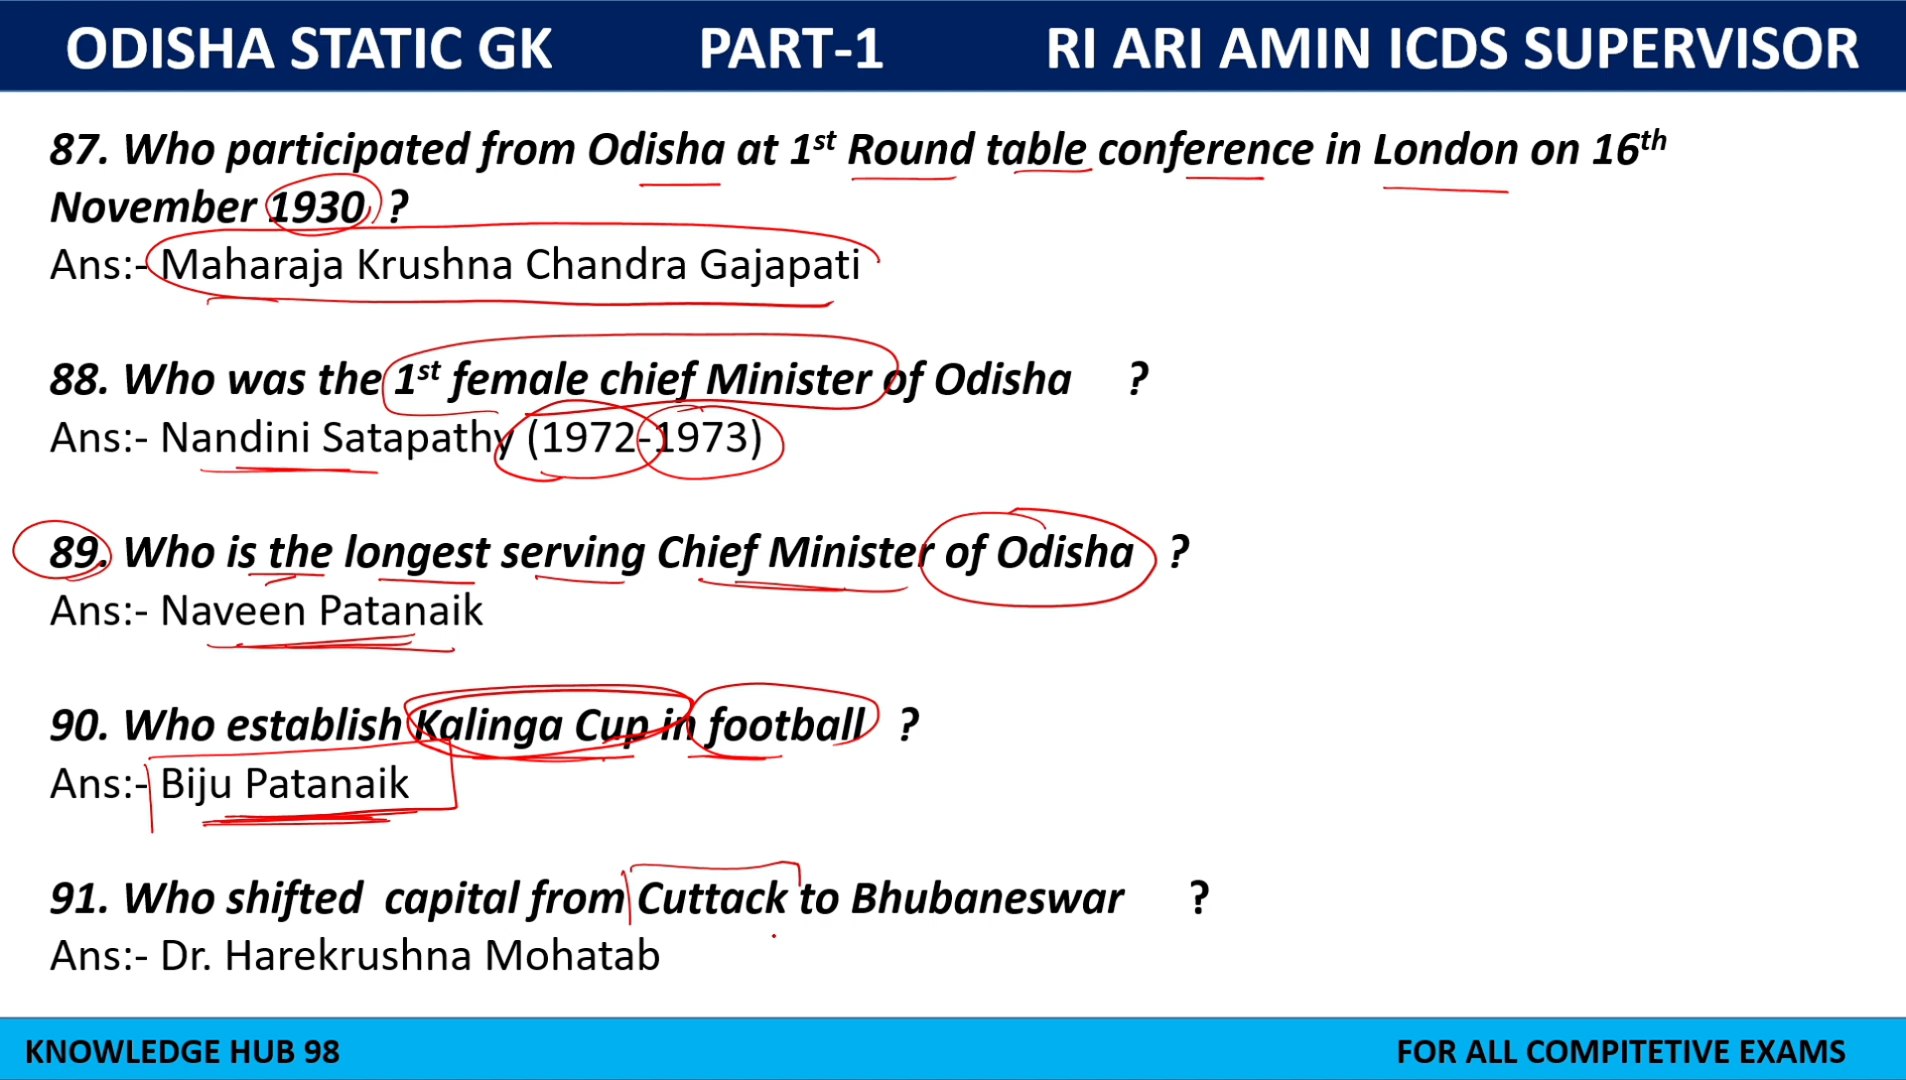 ODISHA STATIC GK PART-1 RI ARI AMIN ICDS SUPERVISOR
87. Who participated from Odisha at 1st Round table conference in London on 16th
November 1930 ?
Ans:- Maharaja Krushna Chandra Gajapati
88. Who was the 1st female chief Minister of Odisha ?
Ans:- Nandini Satapathy (1972-1973)
89. Who is the longest serving Chief Minister of Odisha ?
Ans:- Naveen Patanaik
90. Who establish Kalinga Cup in football ?
Ans:- Biju Patanaik
91. Who shifted capital from Cuttack to Bhubaneswar ?
Ans:- Dr. Harekrushna Mohatab
KNOWLEDGE HUB 98 FOR ALL COMPITETIVE EXAMS